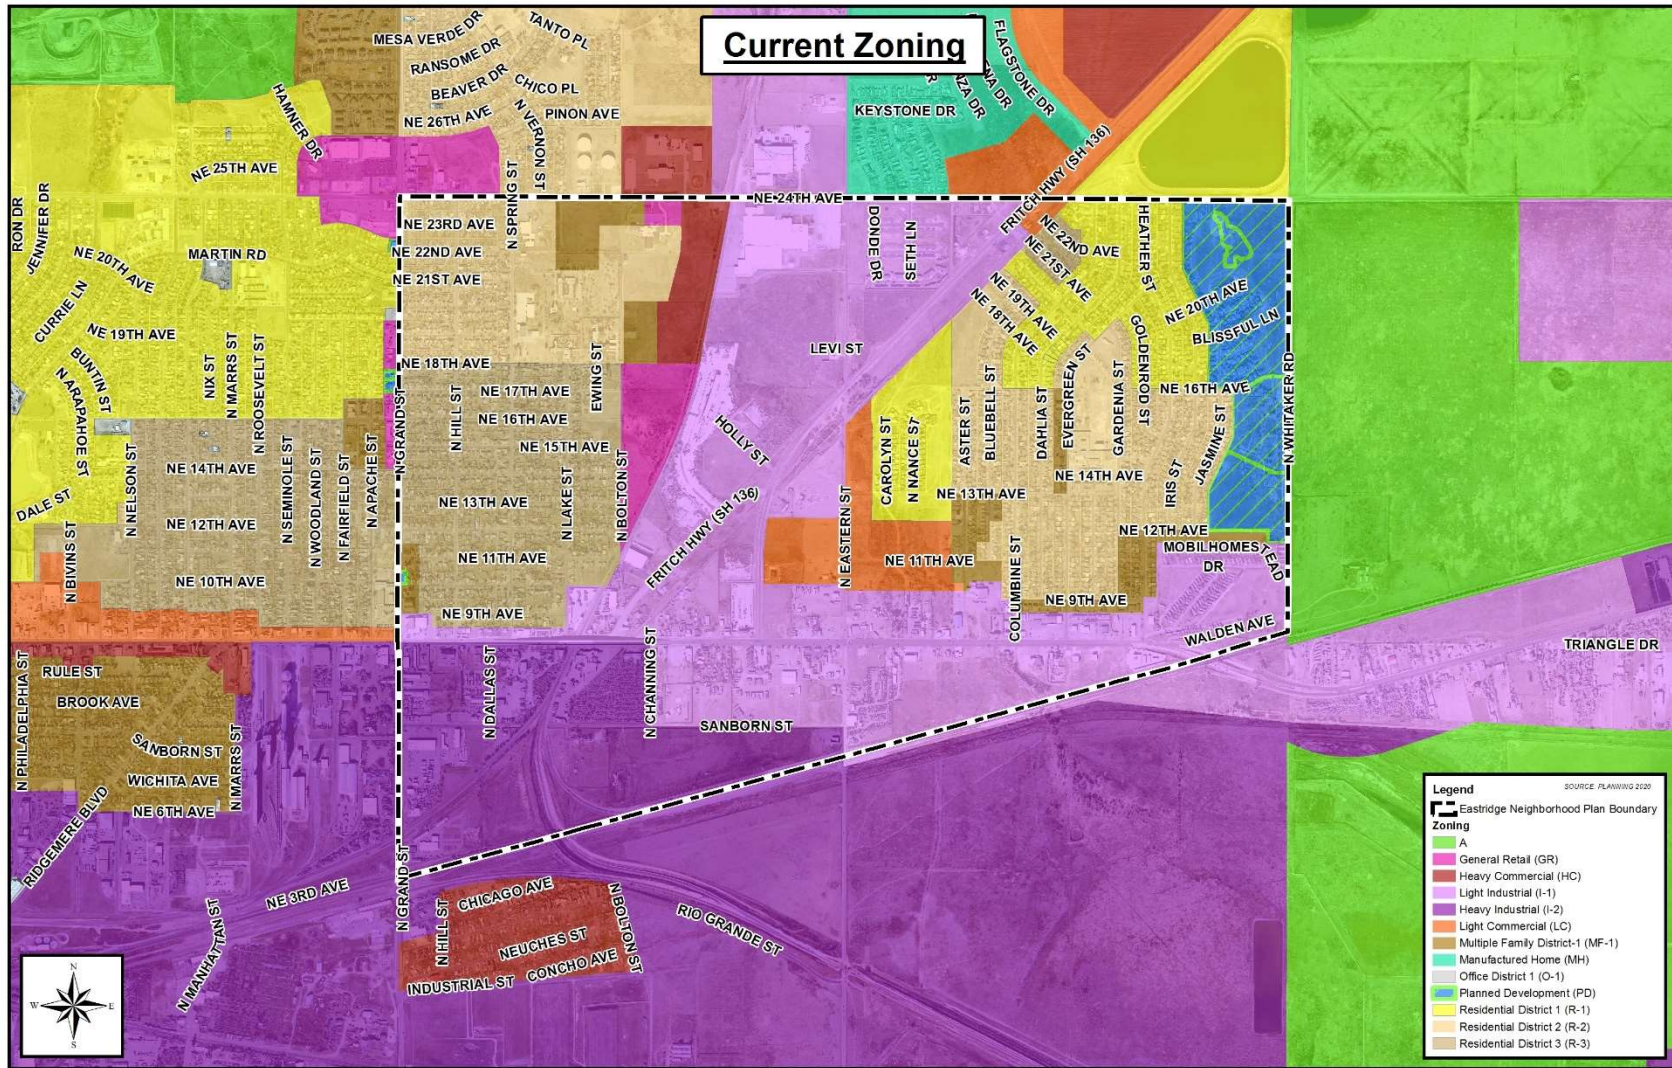 Current Zoning
MESA VERDE DR
TANTO PL
RANSOME DR
BEAVER DR
CHICO PL
NE 26TH AVE
N VERNON ST
PINON AVE
HAMNER DR
FLAGSTONE DR
KEYSTONE DR
FRITCH HWY (SH 136)
NE 25TH AVE
N SPRING ST
NE 24TH AVE
RON DR
JENNIFER DR
NE 20TH AVE
MARTIN RD
NE 23RD AVE
NE 22ND AVE
NE 21ST AVE
DONDE DR
SETH LN
NE 22ND AVE
NE 21ST AVE
HEATHER ST
NE 19TH AVE
NE 18TH AVE
NE 20TH AVE
BLISSFUL LN
GOLDENROD ST
CURRIE LN
NE 19TH AVE
BUNTIN ST
N ARAPAHOE ST
NIX ST
N MARRS ST
N ROOSEVELT ST
NE 18TH AVE
LEVI ST
EVERGREEN ST
N GRAND ST
N HILL ST
NE 17TH AVE
NE 16TH AVE
EWING ST
NE 15TH AVE
NE 16TH AVE
N WHITAKER RD
HOLLY ST
CAROLYN ST
N NANCE ST
ASTER ST
BLUEBELL ST
DAHLIA ST
GARDENIA ST
JASMINE ST
IRIS ST
NE 14TH AVE
N NELSON ST
NE 14TH AVE
N SEMINOLE ST
N WOODLAND ST
N FAIRFIELD ST
N APACHE ST
NE 13TH AVE
N LAKE ST
N BOLTON ST
NE 13TH AVE
DALE ST
NE 12TH AVE
NE 12TH AVE
N BIVINS ST
NE 10TH AVE
NE 11TH AVE
FRITCH HWY (SH 136)
N EASTERN ST
NE 11TH AVE
COLUMBINE ST
MOBILHOMESTEAD DR
NE 9TH AVE
NE 9TH AVE
WALDEN AVE
TRIANGLE DR
N PHILADELPHIA ST
RULE ST
BROOK AVE
SANBORN ST
WICHITA AVE
N MARRS ST
NE 6TH AVE
RIDGEMERE BLVD
N DALLAS ST
N CHANNING ST
SANBORN ST
NE 3RD AVE
N GRAND ST
N MANHATTAN ST
CHICAGO AVE
N HILL ST
NEUCHES ST
N BOLTON ST
INDUSTRIAL ST
CONCHO AVE
RIO GRANDE ST
N
W
E
S
Legend
SOURCE: PLANNING 2020
Eastridge Neighborhood Plan Boundary
Zoning
A
General Retail (GR)
Heavy Commercial (HC)
Light Industrial (I-1)
Heavy Industrial (I-2)
Light Commercial (LC)
Multiple Family District-1 (MF-1)
Manufactured Home (MH)
Office District 1 (O-1)
Planned Development (PD)
Residential District 1 (R-1)
Residential District 2 (R-2)
Residential District 3 (R-3)